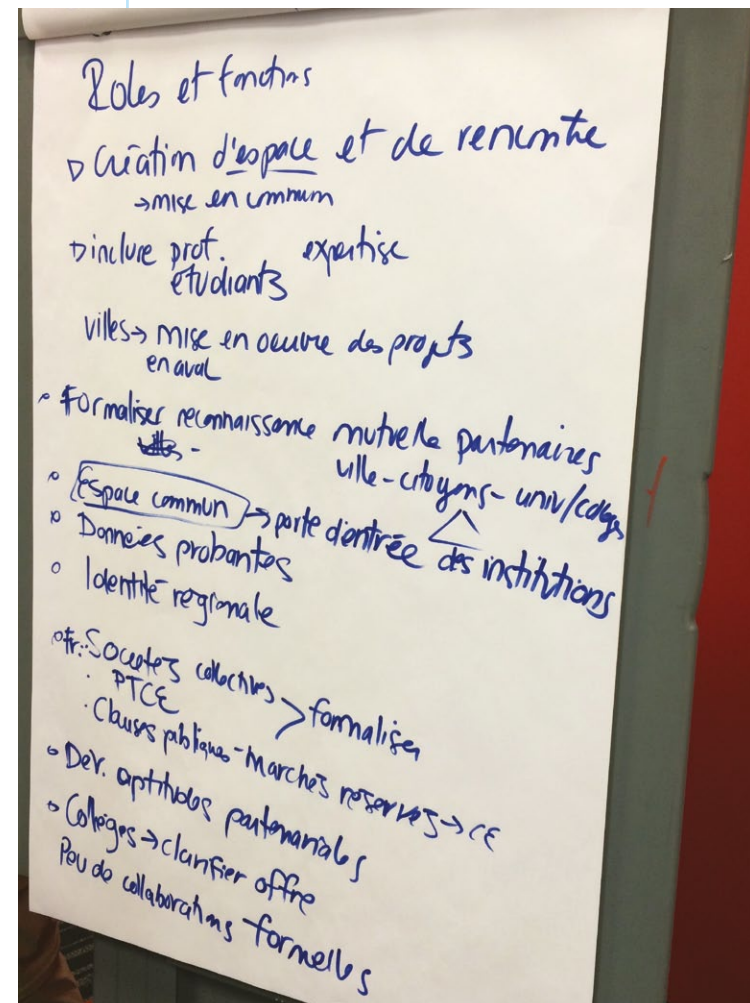 Roles et fonctions
▷ Création d'espace et de rencontre
→ mise en commun
▷ inclure prof. expertise
étudiants
villes → mise en oeuvre des projets
en aval
° Formaliser reconnaissance mutuelle partenaires
ville - citoyens - univ/collèges
° Espace commun → porte d'entrée des institutions
° Données probantes
° Identité régionale
° Fr.: Sociétés collectives > formaliser
· PTCE
· Clauses publiques - marchés réservés → CE
° Dév. aptitudes partenariales
° Collèges → clarifier offre
Peu de collaborations formelles